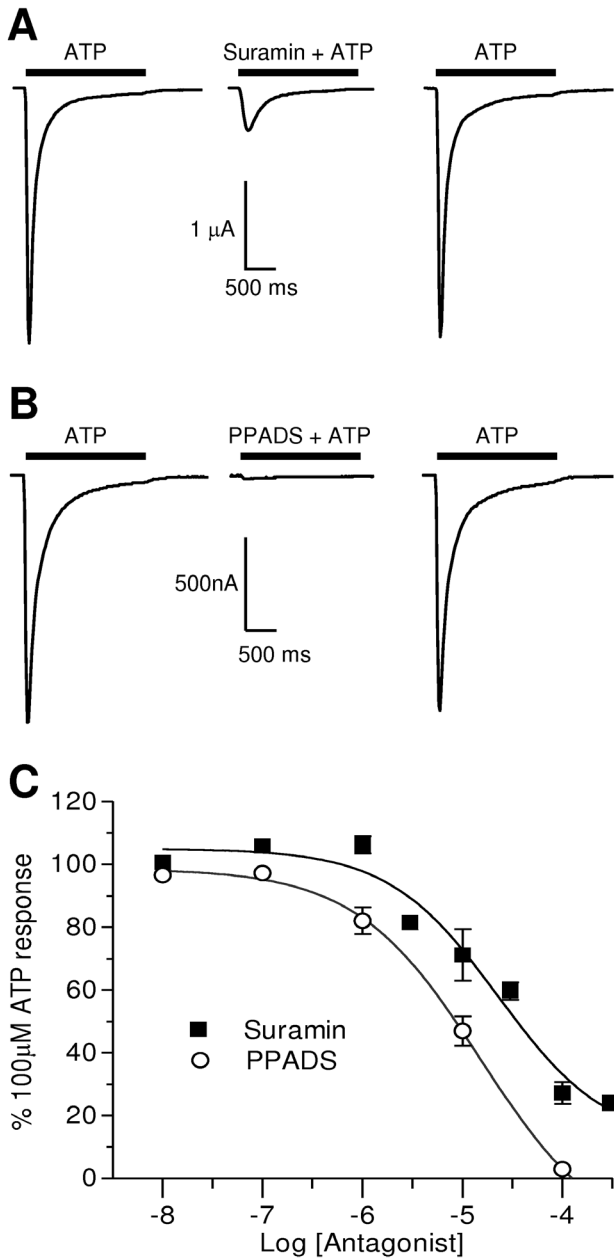 A
ATP
Suramin + ATP
ATP
1 μA
500 ms
B
ATP
PPADS + ATP
ATP
500nA
500 ms
C
% 100μM ATP response
120
100
80
60
40
20
0
Suramin
PPADS
-8
-7
-6
-5
-4
Log [Antagonist]